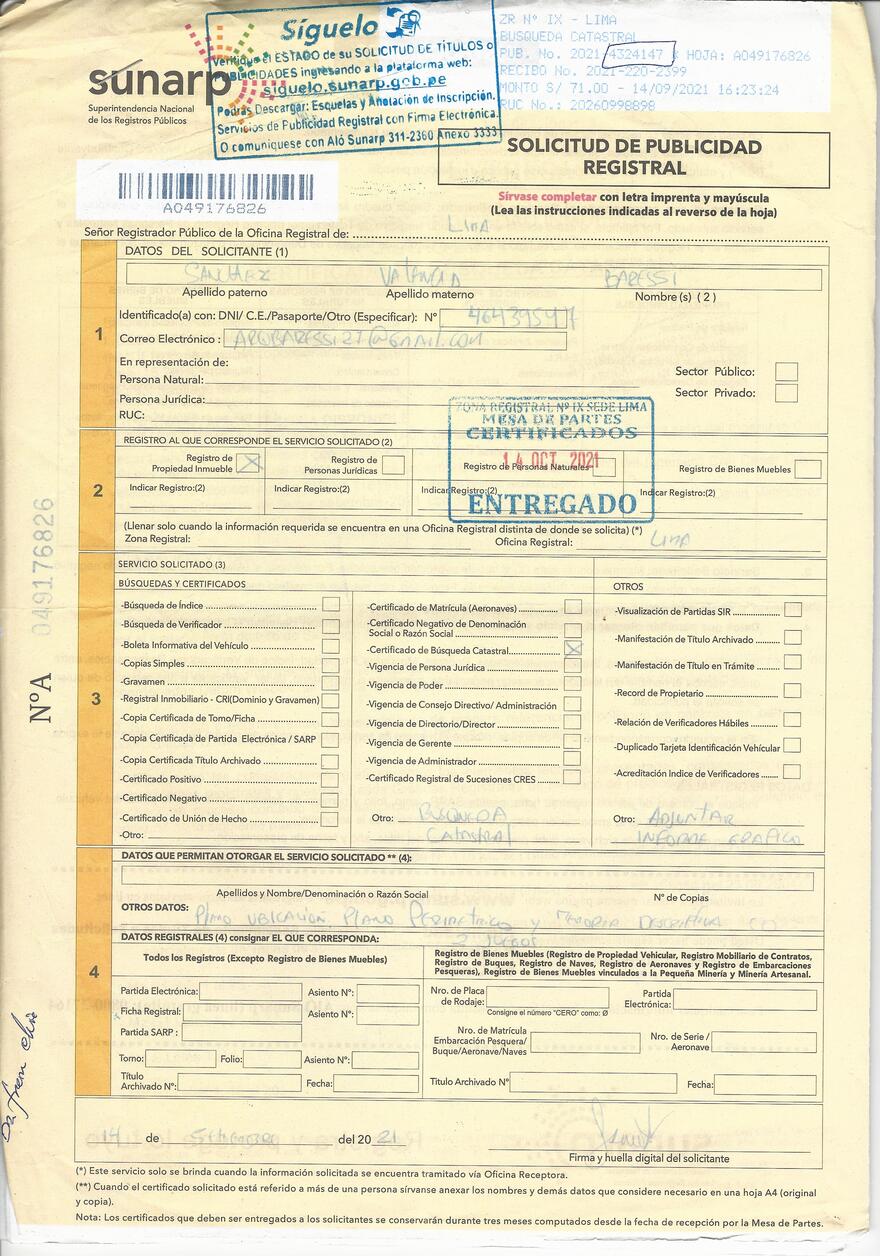 Síguelo
Verifique el ESTADO de su SOLICITUD DE TÍTULOS o
PUBLICIDADES ingresando a la plataforma web:
siguelo.sunarp.gob.pe
Podrás Descargar: Esquelas y Anotación de Inscripción.
Servicios de Publicidad Registral con Firma Electrónica.
O comuniquese con Aló Sunarp 311-2360 Anexo 3333
ZR Nº IX - LIMA
BUSQUEDA CATASTRAL
PUB. No. 2021-4324147 HOJA: A049176826
RECIBO No. 2021-220-2399
MONTO S/ 71.00 - 14/09/2021 16:23:24
RUC No.: 20260998898
sunarp
Superintendencia Nacional
de los Registros Públicos
SOLICITUD DE PUBLICIDAD
REGISTRAL
A049176826
Sírvase completar con letra imprenta y mayúscula
(Lea las instrucciones indicadas al reverso de la hoja)
Señor Registrador Público de la Oficina Registral de: LIMA
1
DATOS DEL SOLICITANTE (1)
SANCHEZ VALENCIA BARESSI
Apellido paterno Apellido materno Nombre(s) ( 2 )
Identificado(a) con: DNI/ C.E./Pasaporte/Otro (Especificar): Nº 46439547
Correo Electrónico : ARQBARESSI27@GMAIL.COM
En representación de:
Persona Natural:
Persona Jurídica:
RUC:
Sector Público:
Sector Privado:
ZONA REGISTRAL Nº IX SEDE LIMA
MESA DE PARTES
CERTIFICADOS
14 OCT 2021
ENTREGADO
2
REGISTRO AL QUE CORRESPONDE EL SERVICIO SOLICITADO (2)
Registro de Propiedad Inmueble X
Registro de Personas Jurídicas
Registro de Personas Naturales
Registro de Bienes Muebles
Indicar Registro:(2) Indicar Registro:(2) Indicar Registro:(2) Indicar Registro:(2)
(Llenar solo cuando la información requerida se encuentra en una Oficina Registral distinta de donde se solicita) (*)
Zona Registral: Oficina Registral: LIMA
Nº A 049176826
3
SERVICIO SOLICITADO (3)
BÚSQUEDAS Y CERTIFICADOS
-Búsqueda de Índice
-Búsqueda de Verificador
-Boleta Informativa del Vehículo
-Copias Simples
-Gravamen
-Registral Inmobiliario - CRI(Dominio y Gravamen)
-Copia Certificada de Tomo/Ficha
-Copia Certificada de Partida Electrónica / SARP
-Copia Certificada Título Archivado
-Certificado Positivo
-Certificado Negativo
-Certificado de Unión de Hecho
-Otro:
-Certificado de Matrícula (Aeronaves)
-Certificado Negativo de Denominación
Social o Razón Social
-Certificado de Búsqueda Catastral X
-Vigencia de Persona Jurídica
-Vigencia de Poder
-Vigencia de Consejo Directivo/ Administración
-Vigencia de Directorio/Director
-Vigencia de Gerente
-Vigencia de Administrador
-Certificado Registral de Sucesiones CRES
Otro: BUSQUEDA
CATASTRAL
OTROS
-Visualización de Partidas SIR
-Manifestación de Título Archivado
-Manifestación de Título en Trámite
-Record de Propietario
-Relación de Verificadores Hábiles
-Duplicado Tarjeta Identificación Vehícular
-Acreditación Indice de Verificadores
Otro: ADJUNTAR
INFORME GRAFICO
4
DATOS QUE PERMITAN OTORGAR EL SERVICIO SOLICITADO ** (4):
Apellidos y Nombre/Denominación o Razón Social Nº de Copias
OTROS DATOS: PLANO UBICACION, PLANO PERIMETRICO y MEMORIA DESCRIPTIVA
2 JUEGOS
DATOS REGISTRALES (4) consignar EL QUE CORRESPONDA:
Todos los Registros (Excepto Registro de Bienes Muebles)
Partida Electrónica: Asiento Nº:
Ficha Registral: Asiento Nº:
Partida SARP :
Tomo: Folio: Asiento Nº:
Título
Archivado Nº: Fecha:
Registro de Bienes Muebles (Registro de Propiedad Vehicular, Registro Mobiliario de Contratos,
Registro de Buques, Registro de Naves, Registro de Aeronaves y Registro de Embarcaciones
Pesqueras), Registro de Bienes Muebles vinculados a la Pequeña Minería y Minería Artesanal.
Nro. de Placa
de Rodaje: Partida
Electrónica:
Consigne el número "CERO" como: Ø
Nro. de Matrícula
Embarcación Pesquera/
Buque/Aeronave/Naves
Nro. de Serie /
Aeronave
Titulo Archivado Nº Fecha:
14 de Setiembre del 20 21
Firma y huella digital del solicitante
(*) Este servicio solo se brinda cuando la información solicitada se encuentra tramitado vía Oficina Receptora.
(**) Cuando el certificado solicitado está referido a más de una persona sírvanse anexar los nombres y demás datos que considere necesario en una hoja A4 (original
y copia).
Nota: Los certificados que deben ser entregados a los solicitantes se conservarán durante tres meses computados desde la fecha de recepción por la Mesa de Partes.